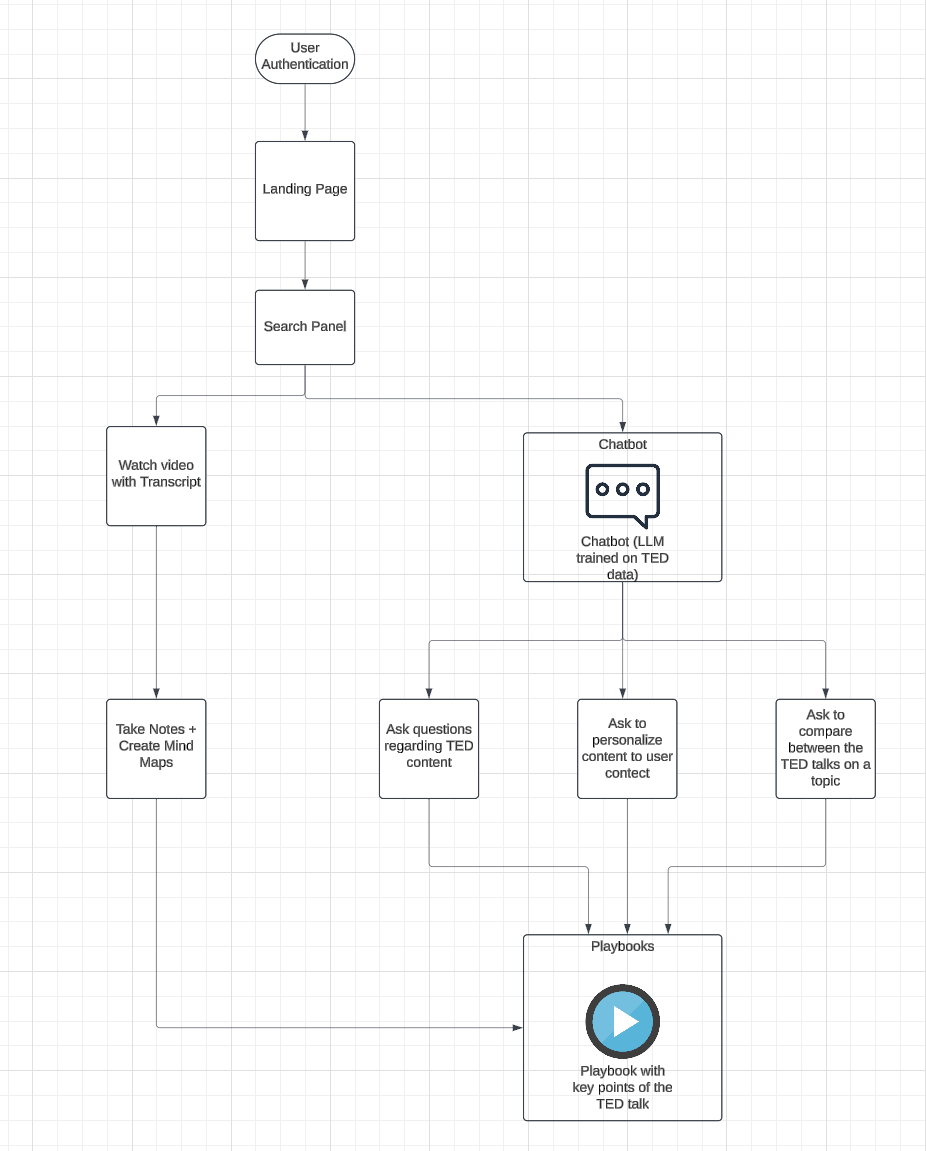 User
Authentication
Landing Page
Search Panel
Watch video
with Transcript
Chatbot
Chatbot (LLM
trained on TED
data)
Take Notes +
Create Mind
Maps
Ask questions
regarding TED
content
Ask to
personalize
content to user
contect
Ask to
compare
between the
TED talks on a
topic
Playbooks
Playbook with
key points of the
TED talk